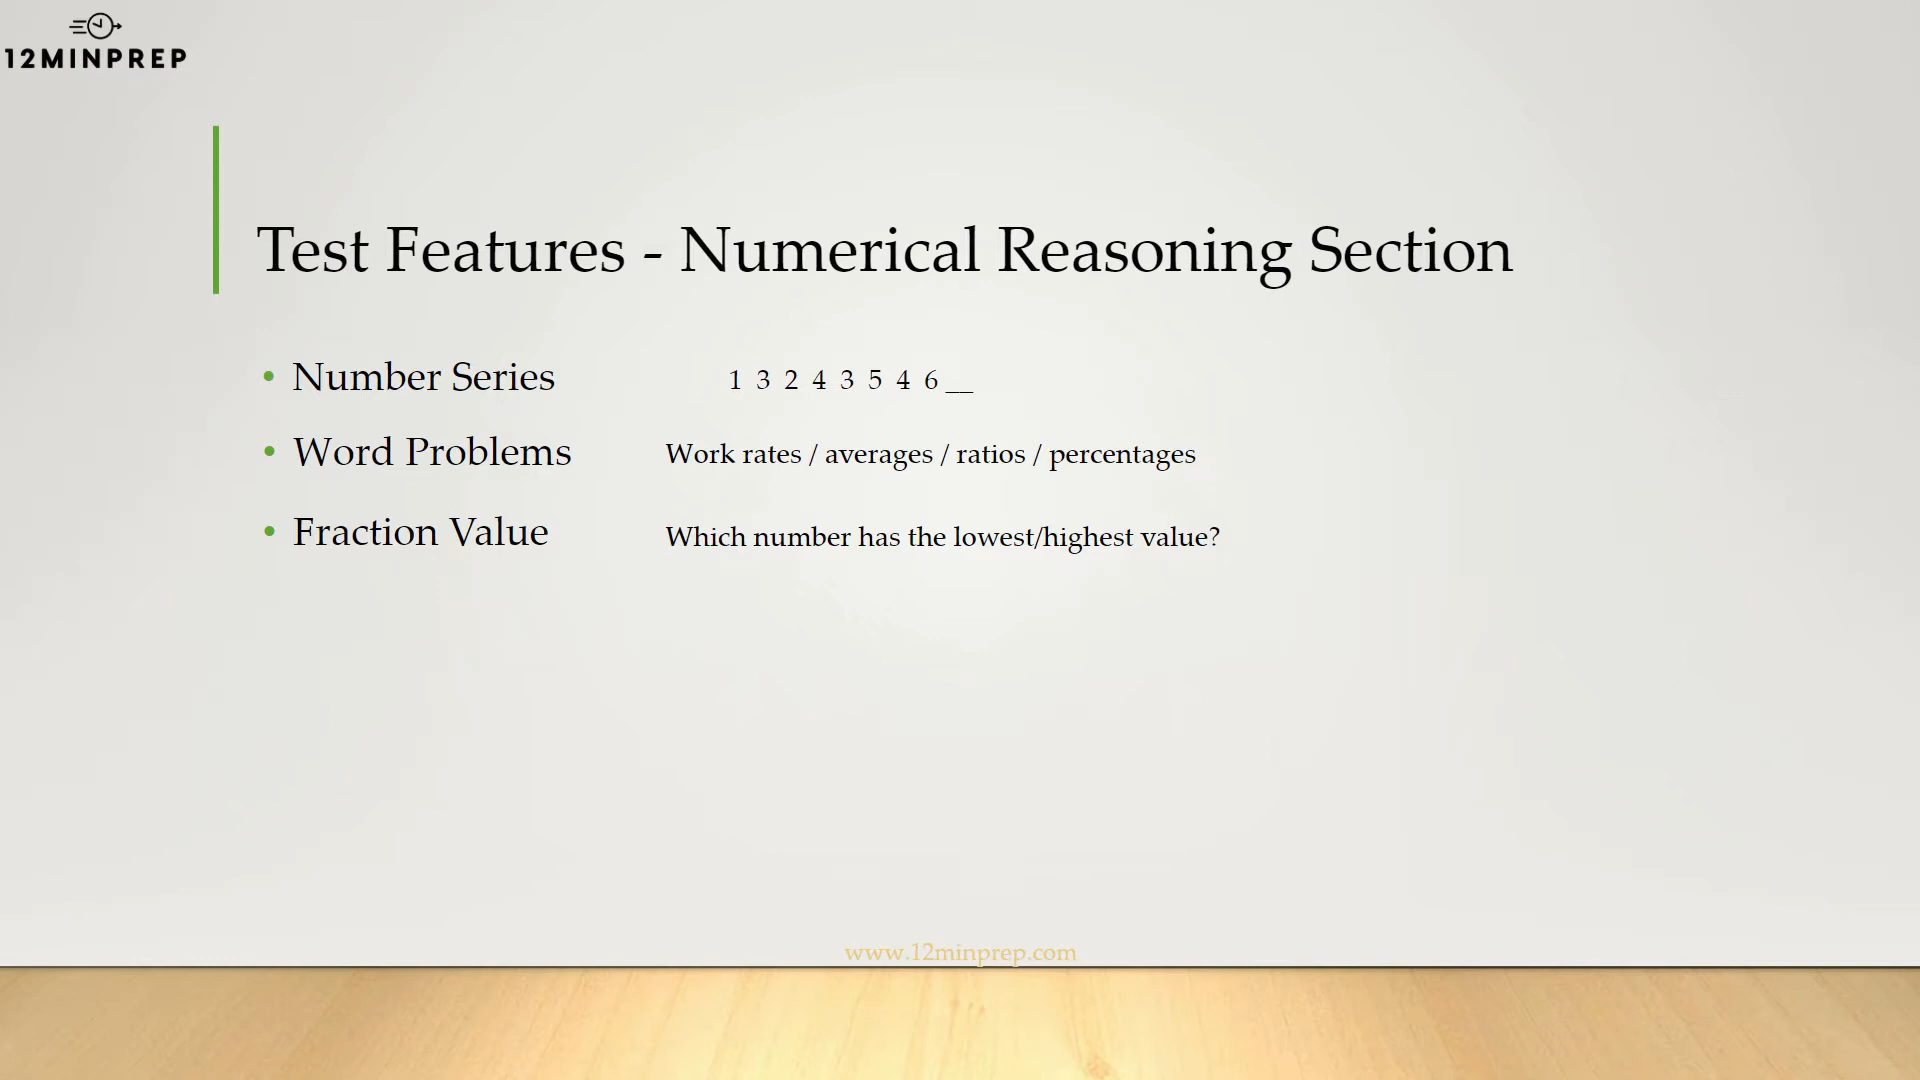 12MINPREP
Test Features - Numerical Reasoning Section
• Number Series 1 3 2 4 3 5 4 6 __
• Word Problems Work rates / averages / ratios / percentages
• Fraction Value Which number has the lowest/highest value?
www.12minprep.com